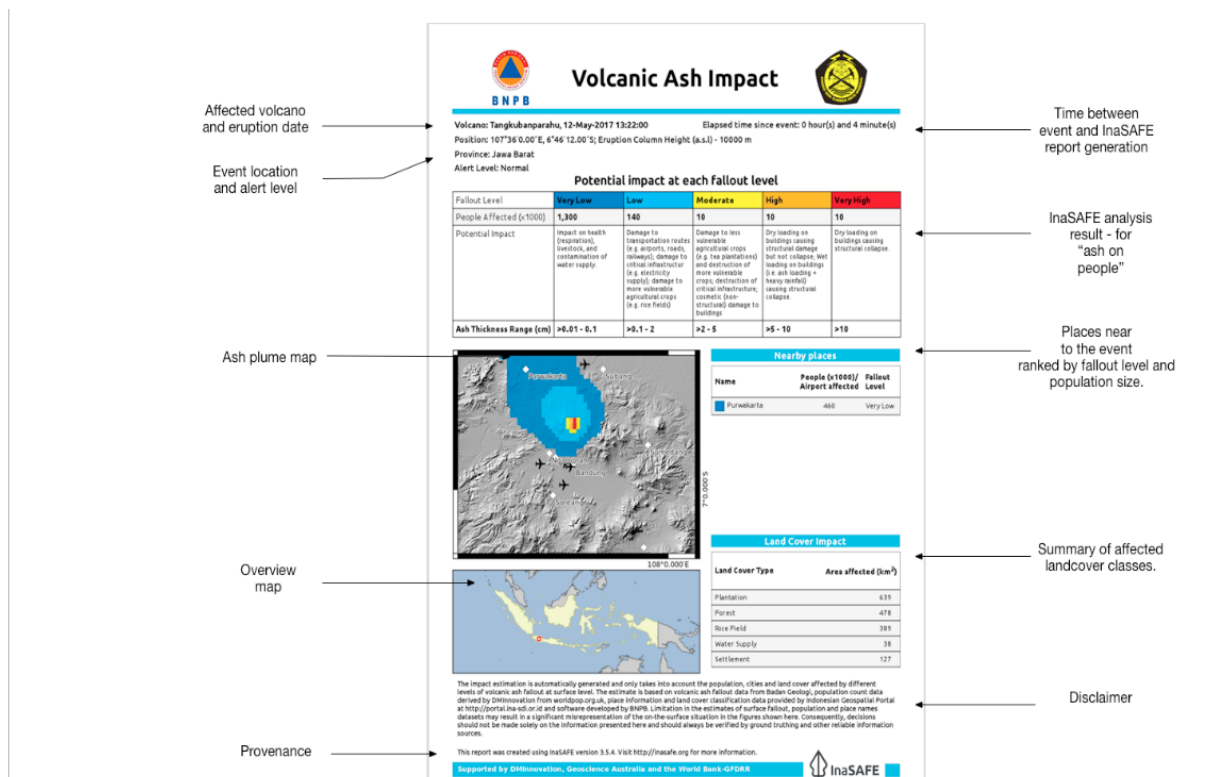 BNPB
Volcanic Ash Impact
Affected volcano
and eruption date
Volcano: Tangkubanparahu, 12-May-2017 13:22:00
Elapsed time since event: 0 hour(s) and 4 minute(s)
Time between
event and InaSAFE
report generation
Position: 107°36'0.00"E, 6°46'12.00"S; Eruption Column Height (a.s.l) - 10000 m
Event location
and alert level
Province: Jawa Barat
Alert Level: Normal
Potential impact at each fallout level
Fallout Level Very Low Low Moderate High Very High
People Affected (x1000) 1,300 140 10 10 10
Potential Impact
Impact on health
(respiration),
livestock, and
contamination of
water supply.
Damage to
transportation routes
(e.g. airports, roads,
railways); damage to
critical infrastructur
(e.g. electricity
supply); damage to
more vulnerable
agricultural crops
(e.g. rice fields)
Damage to less
vulnerable
agricultural crops
(e.g. tea plantations)
and destruction of
more vulnerable
crops; destruction of
critical infrastructure;
cosmetic (non-
structural) damage to
buildings
Dry loading on
buildings causing
structural damage
but not collapse; Wet
loading on buildings
(i.e. ash loading +
heavy rainfall)
causing structural
collapse.
Dry loading on
buildings causing
structural collapse.
InaSAFE analysis
result - for
"ash on
people"
Ash Thickness Range (cm) >0.01 - 0.1 >0.1 - 2 >2 - 5 >5 - 10 >10
Ash plume map
Purwakarta
Bandung
Soreang
7°0.000'S
108°0.000'E
Nearby places
Name
People (x1000)/
Airport affected
Fallout
Level
Purwakarta 460 Very Low
Places near
to the event
ranked by fallout level and
population size.
Land Cover Impact
Land Cover Type Area affected (km²)
Plantation 639
Forest 478
Rice Field 389
Water Supply 38
Settlement 127
Summary of affected
landcover classes.
Overview
map
The impact estimation is automatically generated and only takes into account the population, cities and land cover affected by different
levels of volcanic ash fallout at surface level. The estimate is based on volcanic ash fallout data from Badan Geologi, population count data
derived by DMInnovation from worldpop.org.uk, place information and land cover classification data provided by Indonesian Geospatial Portal
at http://portal.ina-sdi.or.id and software developed by BNPB. Limitation in the estimates of surface fallout, population and place names
datasets may result in a significant misrepresentation of the on-the-surface situation in the figures shown here. Consequently, decisions
should not be made solely on the information presented here and should always be verified by ground truthing and other reliable information
sources.
Disclaimer
Provenance
This report was created using InaSAFE version 3.5.4. Visit http://inasafe.org for more information.
Supported by DMInnovation, Geoscience Australia and the World Bank-GFDRR
InaSAFE